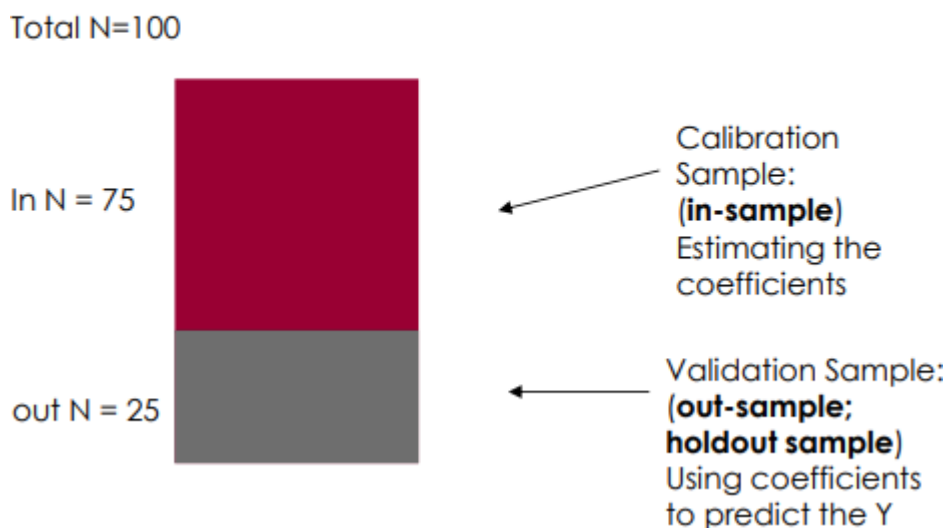 Total N=100
In N = 75
Calibration
Sample:
(in-sample)
Estimating the
coefficients
out N = 25
Validation Sample:
(out-sample;
holdout sample)
Using coefficients
to predict the Y